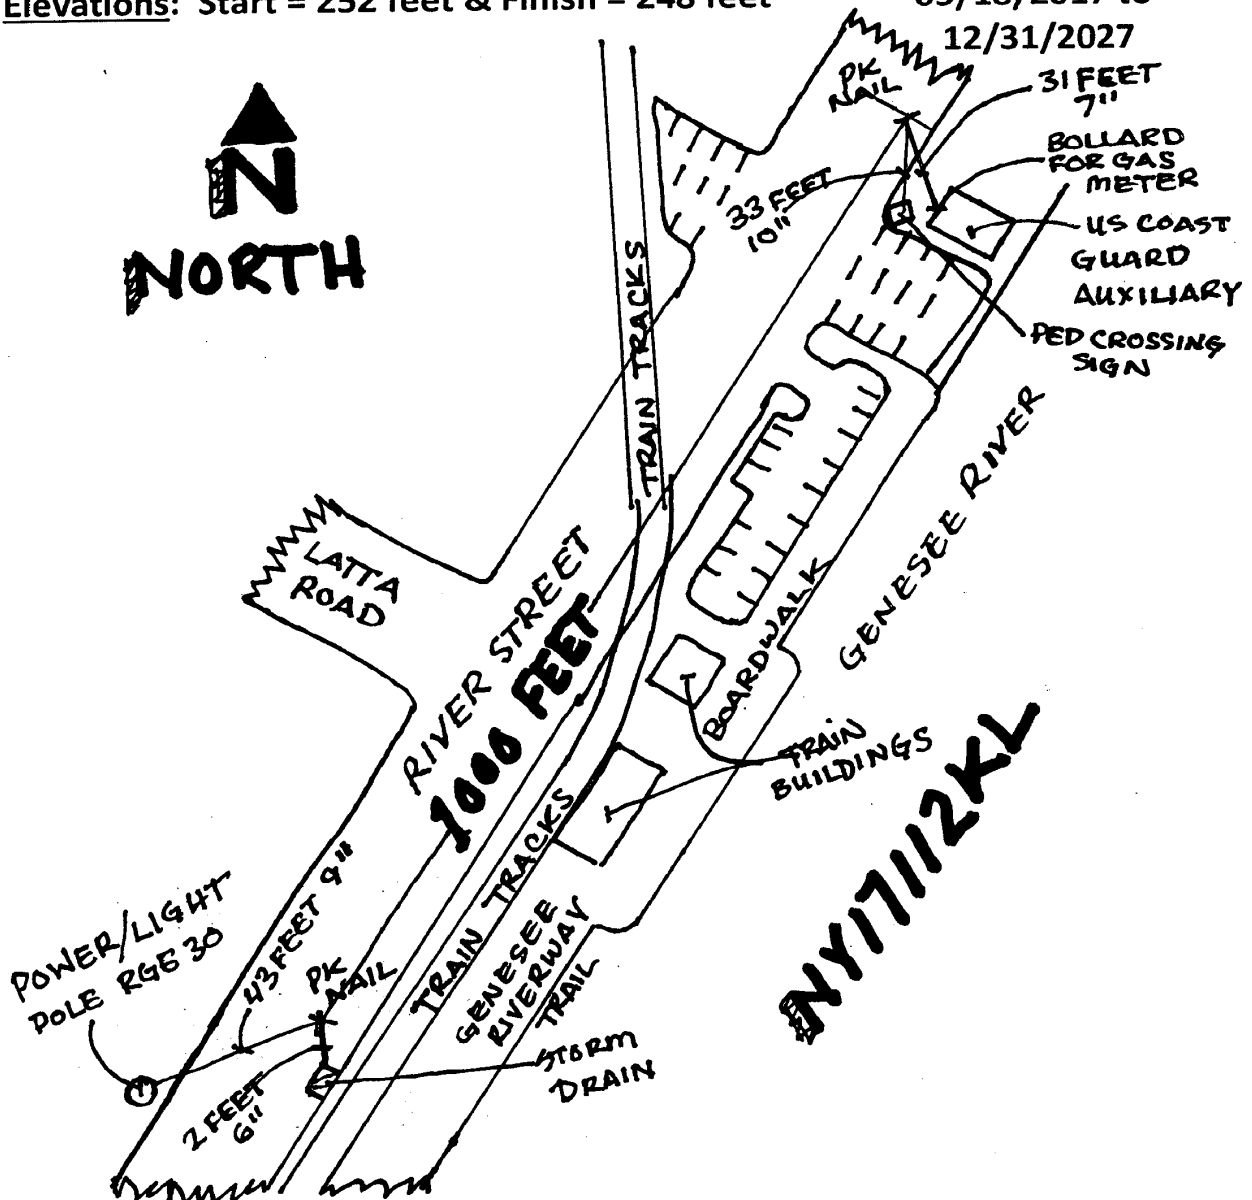 Elevations: Start = 252 feet & Finish = 248 feet
12/31/2027
N
NORTH
PK
NAIL
31 FEET
7"
BOLLARD
FOR GAS
METER
33 FEET
10"
US COAST
GUARD
AUXILIARY
PED CROSSING
SIGN
TRAIN TRACKS
TRAIN TRACKS
GENESEE RIVER
LATTA
ROAD
RIVER STREET
1000 FEET
BOARDWALK
TRAIN
BUILDINGS
NY17112KL
TRAIN TRACKS
GENESEE
RIVERWAY
TRAIL
POWER/LIGHT
POLE RGE 30
43 FEET 9"
PK
NAIL
STORM
DRAIN
2 FEET
6"